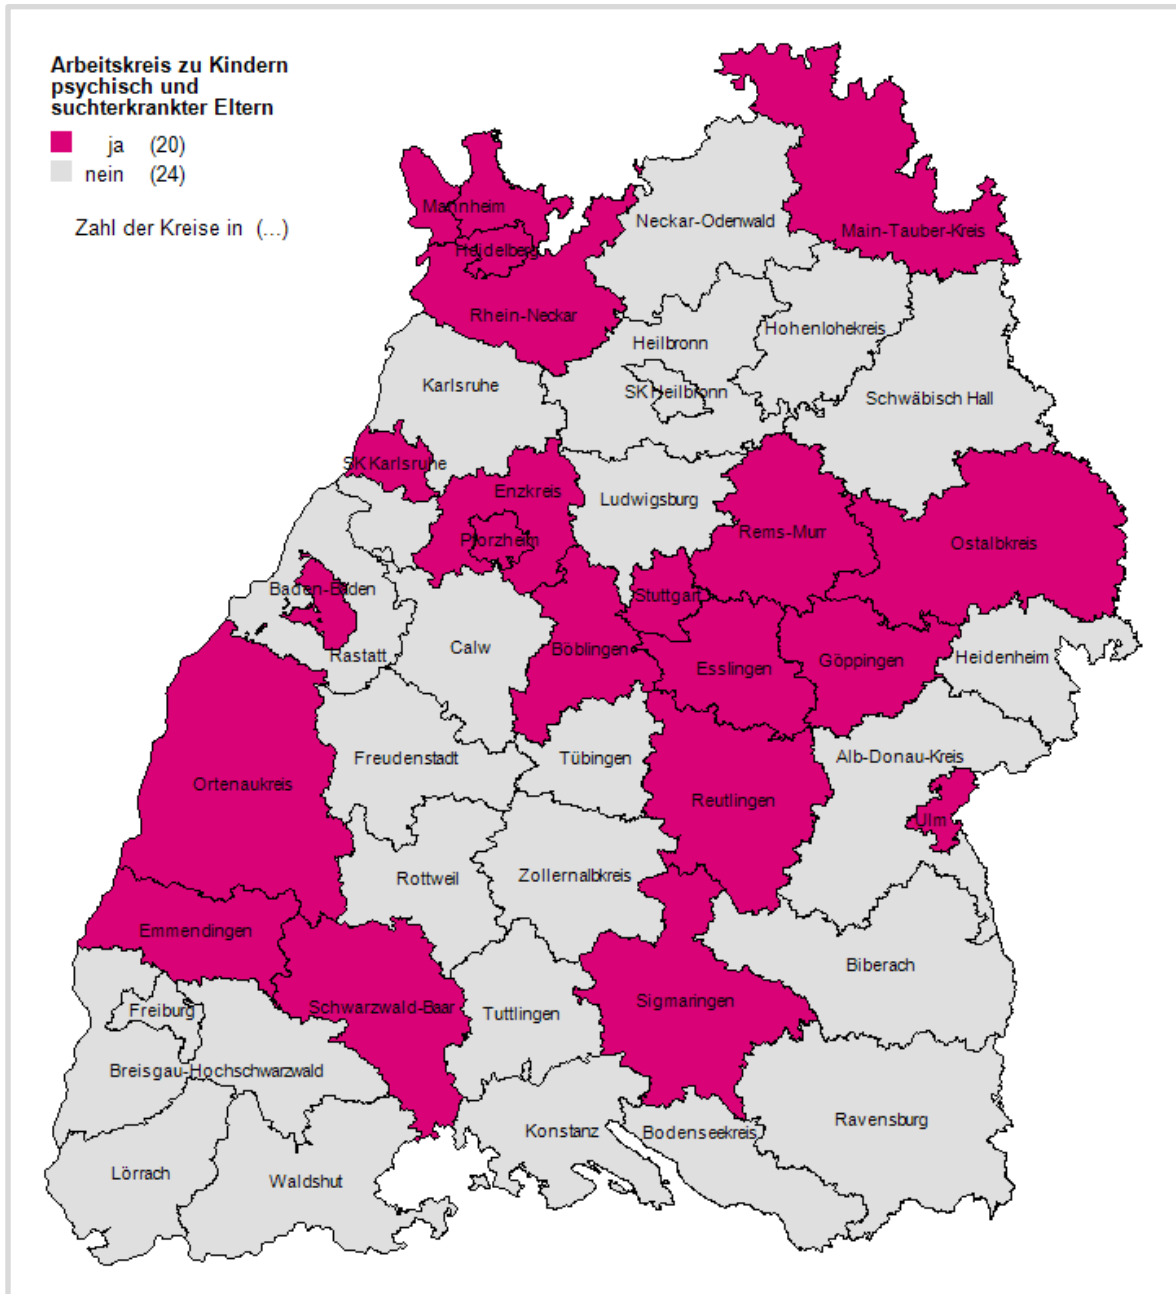 Arbeitskreis zu Kindern
psychisch und
suchterkrankter Eltern
ja (20)
nein (24)
Zahl der Kreise in (...)
Mannheim
Neckar-Odenwald
Main-Tauber-Kreis
Heidelberg
Rhein-Neckar
Hohenlohekreis
Heilbronn
Karlsruhe
SK Heilbronn
Schwäbisch Hall
SK Karlsruhe
Enzkreis
Ludwigsburg
Rems-Murr
Pforzheim
Ostalbkreis
Baden-Baden
Stuttgart
Calw
Böblingen
Rastatt
Esslingen
Göppingen
Heidenheim
Freudenstadt
Tübingen
Alb-Donau-Kreis
Ortenaukreis
Reutlingen
Ulm
Rottweil
Zollernalbkreis
Emmendingen
Biberach
Schwarzwald-Baar
Sigmaringen
Freiburg
Tuttlingen
Breisgau-Hochschwarzwald
Ravensburg
Konstanz
Bodenseekreis
Lörrach
Waldshut